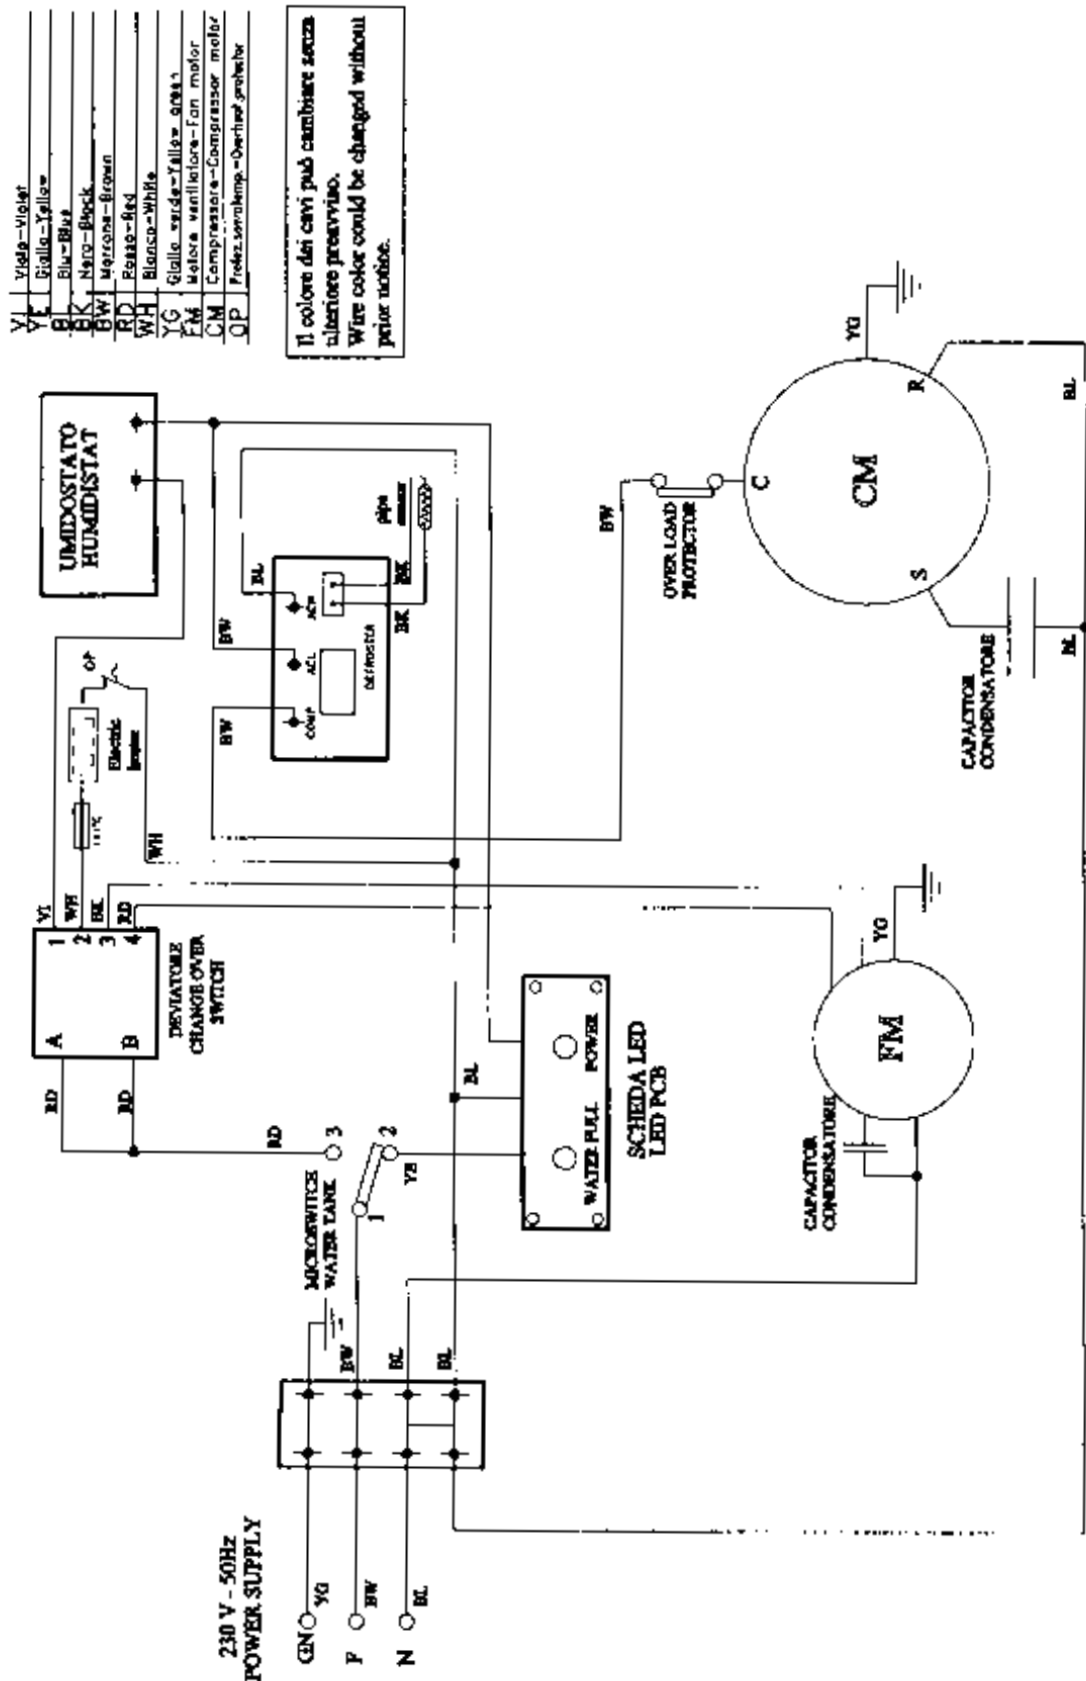 VI Viola-Violet
YE Giallo-Yellow
BL Blu-Blue
BK Nero-Black
BW Marrone-Brown
RD Rosso-Red
WH Bianco-White
YG Giallo verde-Yellow green
FM Motore ventilatore-Fan motor
CM Compressore-Compressor motor
OP
Il colore dei cavi può cambiare senza
ulteriore preavviso.
Wire color could be changed without
prior notice.
UMIDOSTATO
HUMIDISTAT
OP
Electric
heater
WH
VI
WH
BK
RD
1
2
3
4
A
B
DEVIATORE
CHANGE OVER
SWITCH
RD
RD
RD
BL
BW
BW
COMP
ACL
DEFROSTER
BK
BK
pipe
sensor
BW
OVER LOAD
PROTECTOR
C
CM
S
R
YG
BL
BL
CAPACITOR
CONDENSATORE
MICROSWITCH
WATER TANK
1
2
3
YE
BL
WATER FULL
POWER
SCHEDA LED
LED PCB
FM
YG
CAPACITOR
CONDENSATORE
230 V - 50Hz
POWER SUPPLY
GN
F
N
YG
BW
BL
BW
BL
BL